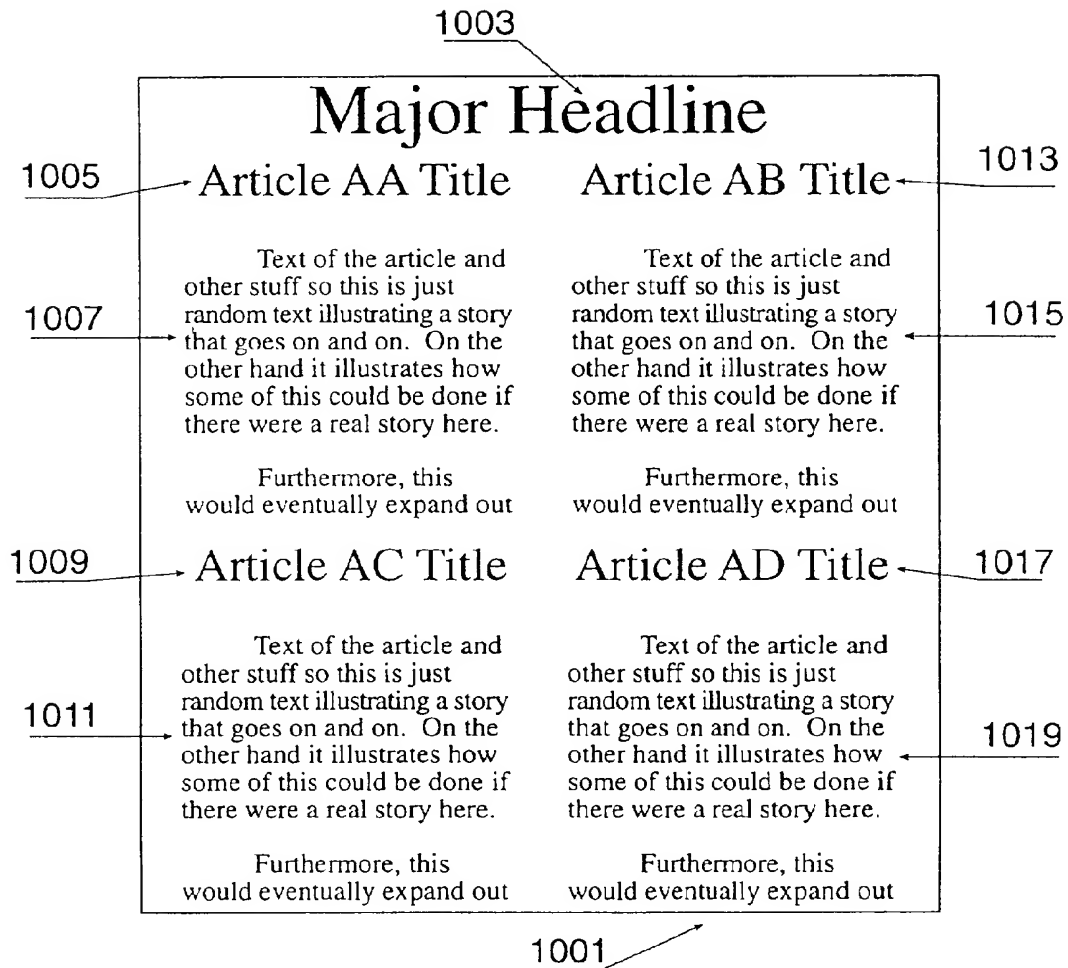 1003
Major Headline
1005
Article AA Title
Article AB Title
1013
Text of the article and
other stuff so this is just
random text illustrating a story
that goes on and on. On the
other hand it illustrates how
some of this could be done if
there were a real story here.
Furthermore, this
would eventually expand out
1007
Text of the article and
other stuff so this is just
random text illustrating a story
that goes on and on. On the
other hand it illustrates how
some of this could be done if
there were a real story here.
Furthermore, this
would eventually expand out
1015
1009
Article AC Title
Article AD Title
1017
Text of the article and
other stuff so this is just
random text illustrating a story
that goes on and on. On the
other hand it illustrates how
some of this could be done if
there were a real story here.
Furthermore, this
would eventually expand out
1011
Text of the article and
other stuff so this is just
random text illustrating a story
that goes on and on. On the
other hand it illustrates how
some of this could be done if
there were a real story here.
Furthermore, this
would eventually expand out
1019
1001